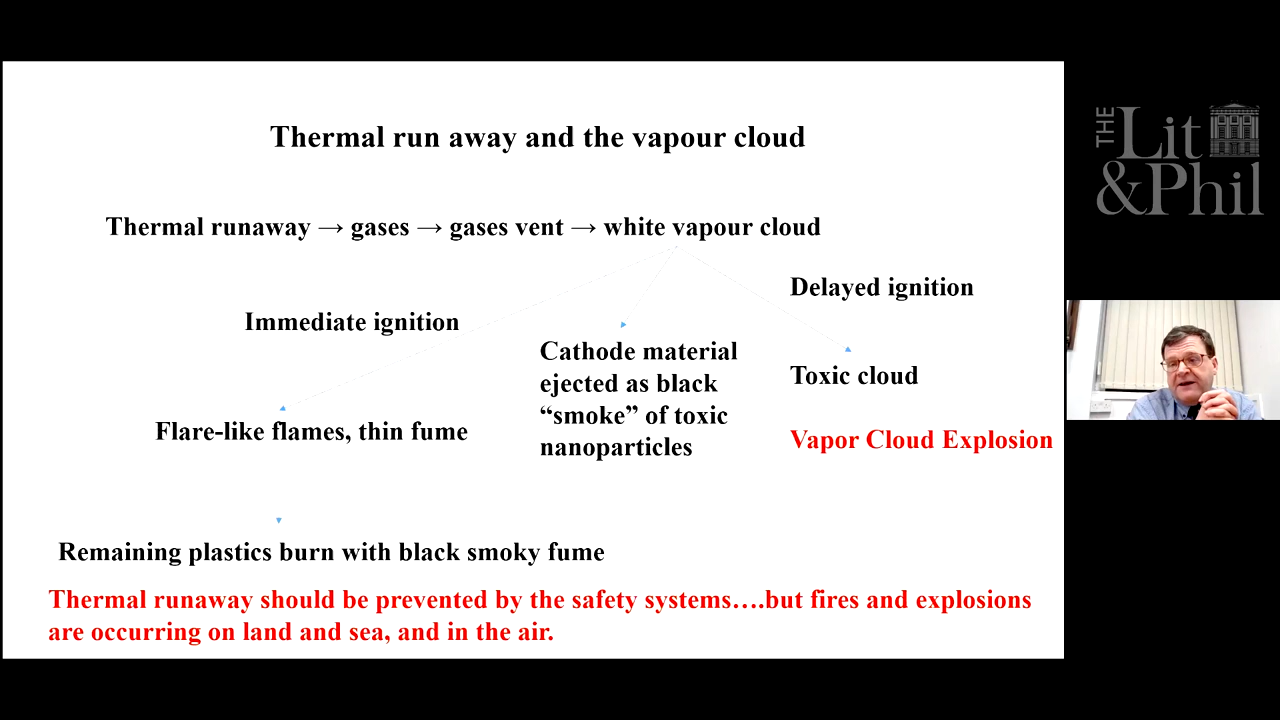 Thermal run away and the vapour cloud
Thermal runaway → gases → gases vent → white vapour cloud
Delayed ignition
Immediate ignition
Cathode material
ejected as black
“smoke” of toxic
nanoparticles
Toxic cloud
Flare-like flames, thin fume
Vapor Cloud Explosion
Remaining plastics burn with black smoky fume
Thermal runaway should be prevented by the safety systems….but fires and explosions
are occurring on land and sea, and in the air.
THE
Lit
&Phil